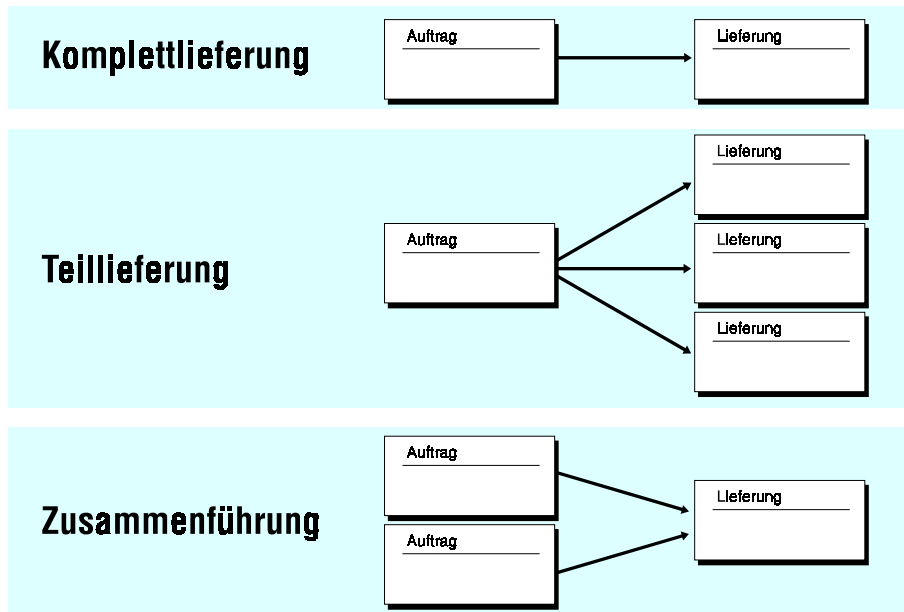 Komplettlieferung
Auftrag
Lieferung
Teillieferung
Auftrag
Lieferung
Lieferung
Lieferung
Zusammenführung
Auftrag
Auftrag
Lieferung